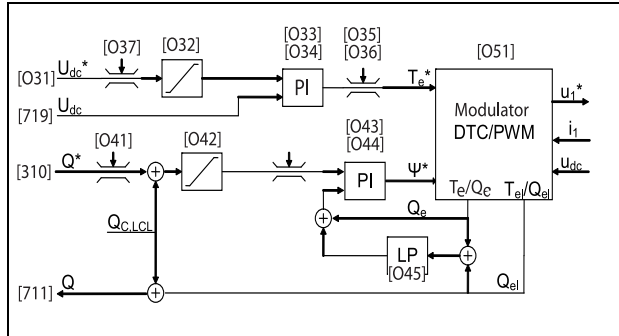 [O33]
[O34]
[O35]
[O36]
[O37]
[O32]
[O51]
[O31]
Udc*
PI
Te*
u1*
[719]
Udc
Modulator
DTC/PWM
i1
[O41]
[O42]
[O43]
[O44]
[310]
Q*
PI
Ψ*
udc
Te/Qe
Tel/Qel
QC,LCL
Qe
LP
[O45]
[711]
Q
Qel